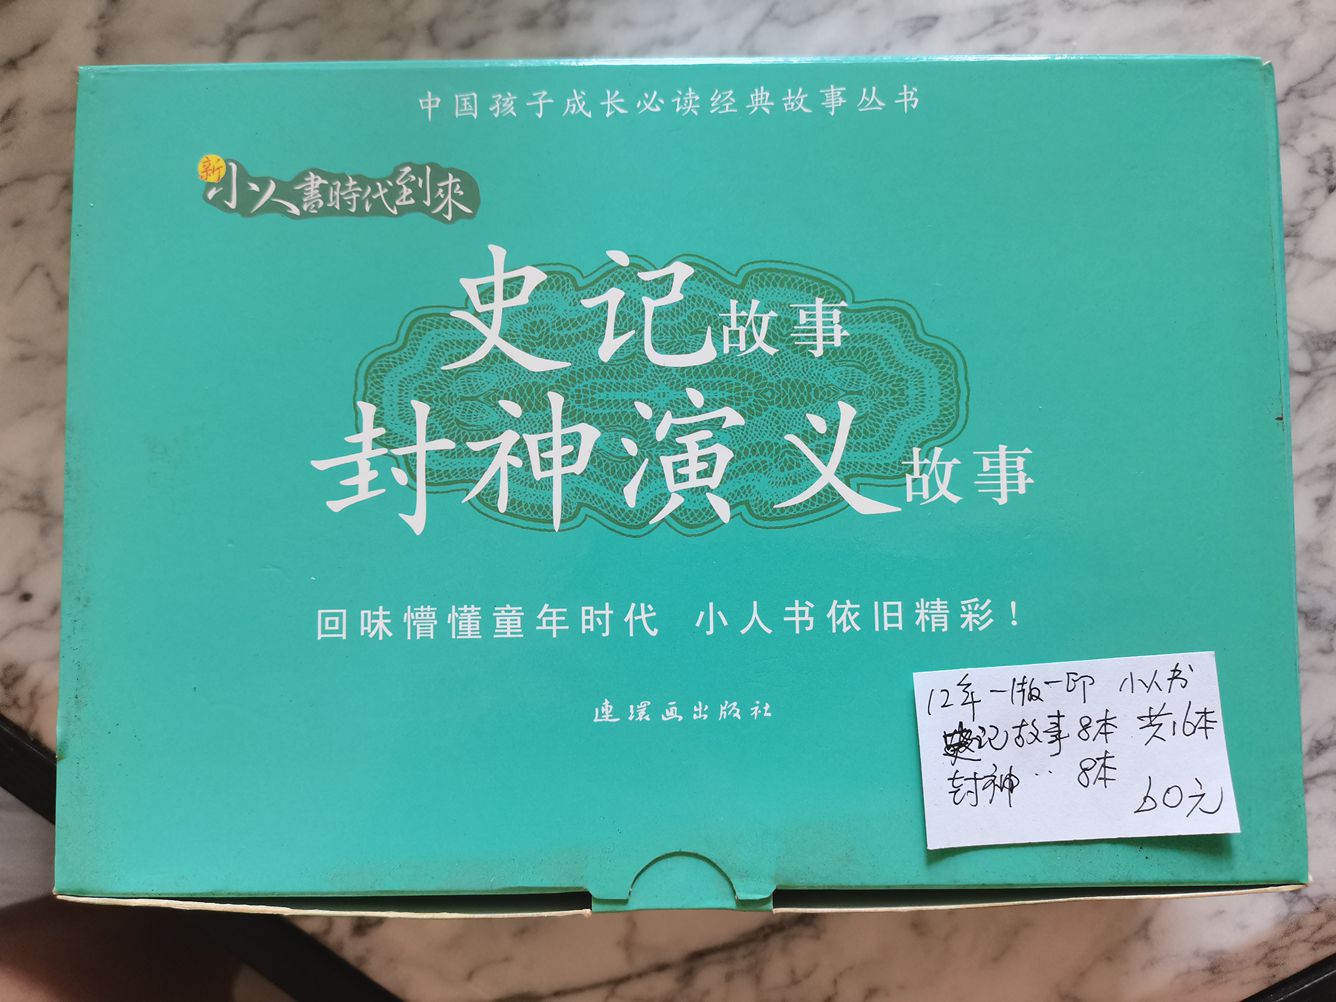 中国孩子成长必读经典故事丛书
新
小人書時代到來
史记故事
封神演义故事
回味懵懂童年时代 小人书依旧精彩！
連環画出版社
12年一版一印 小人书
史记故事8本 共16本
封神‥ 8本
60元